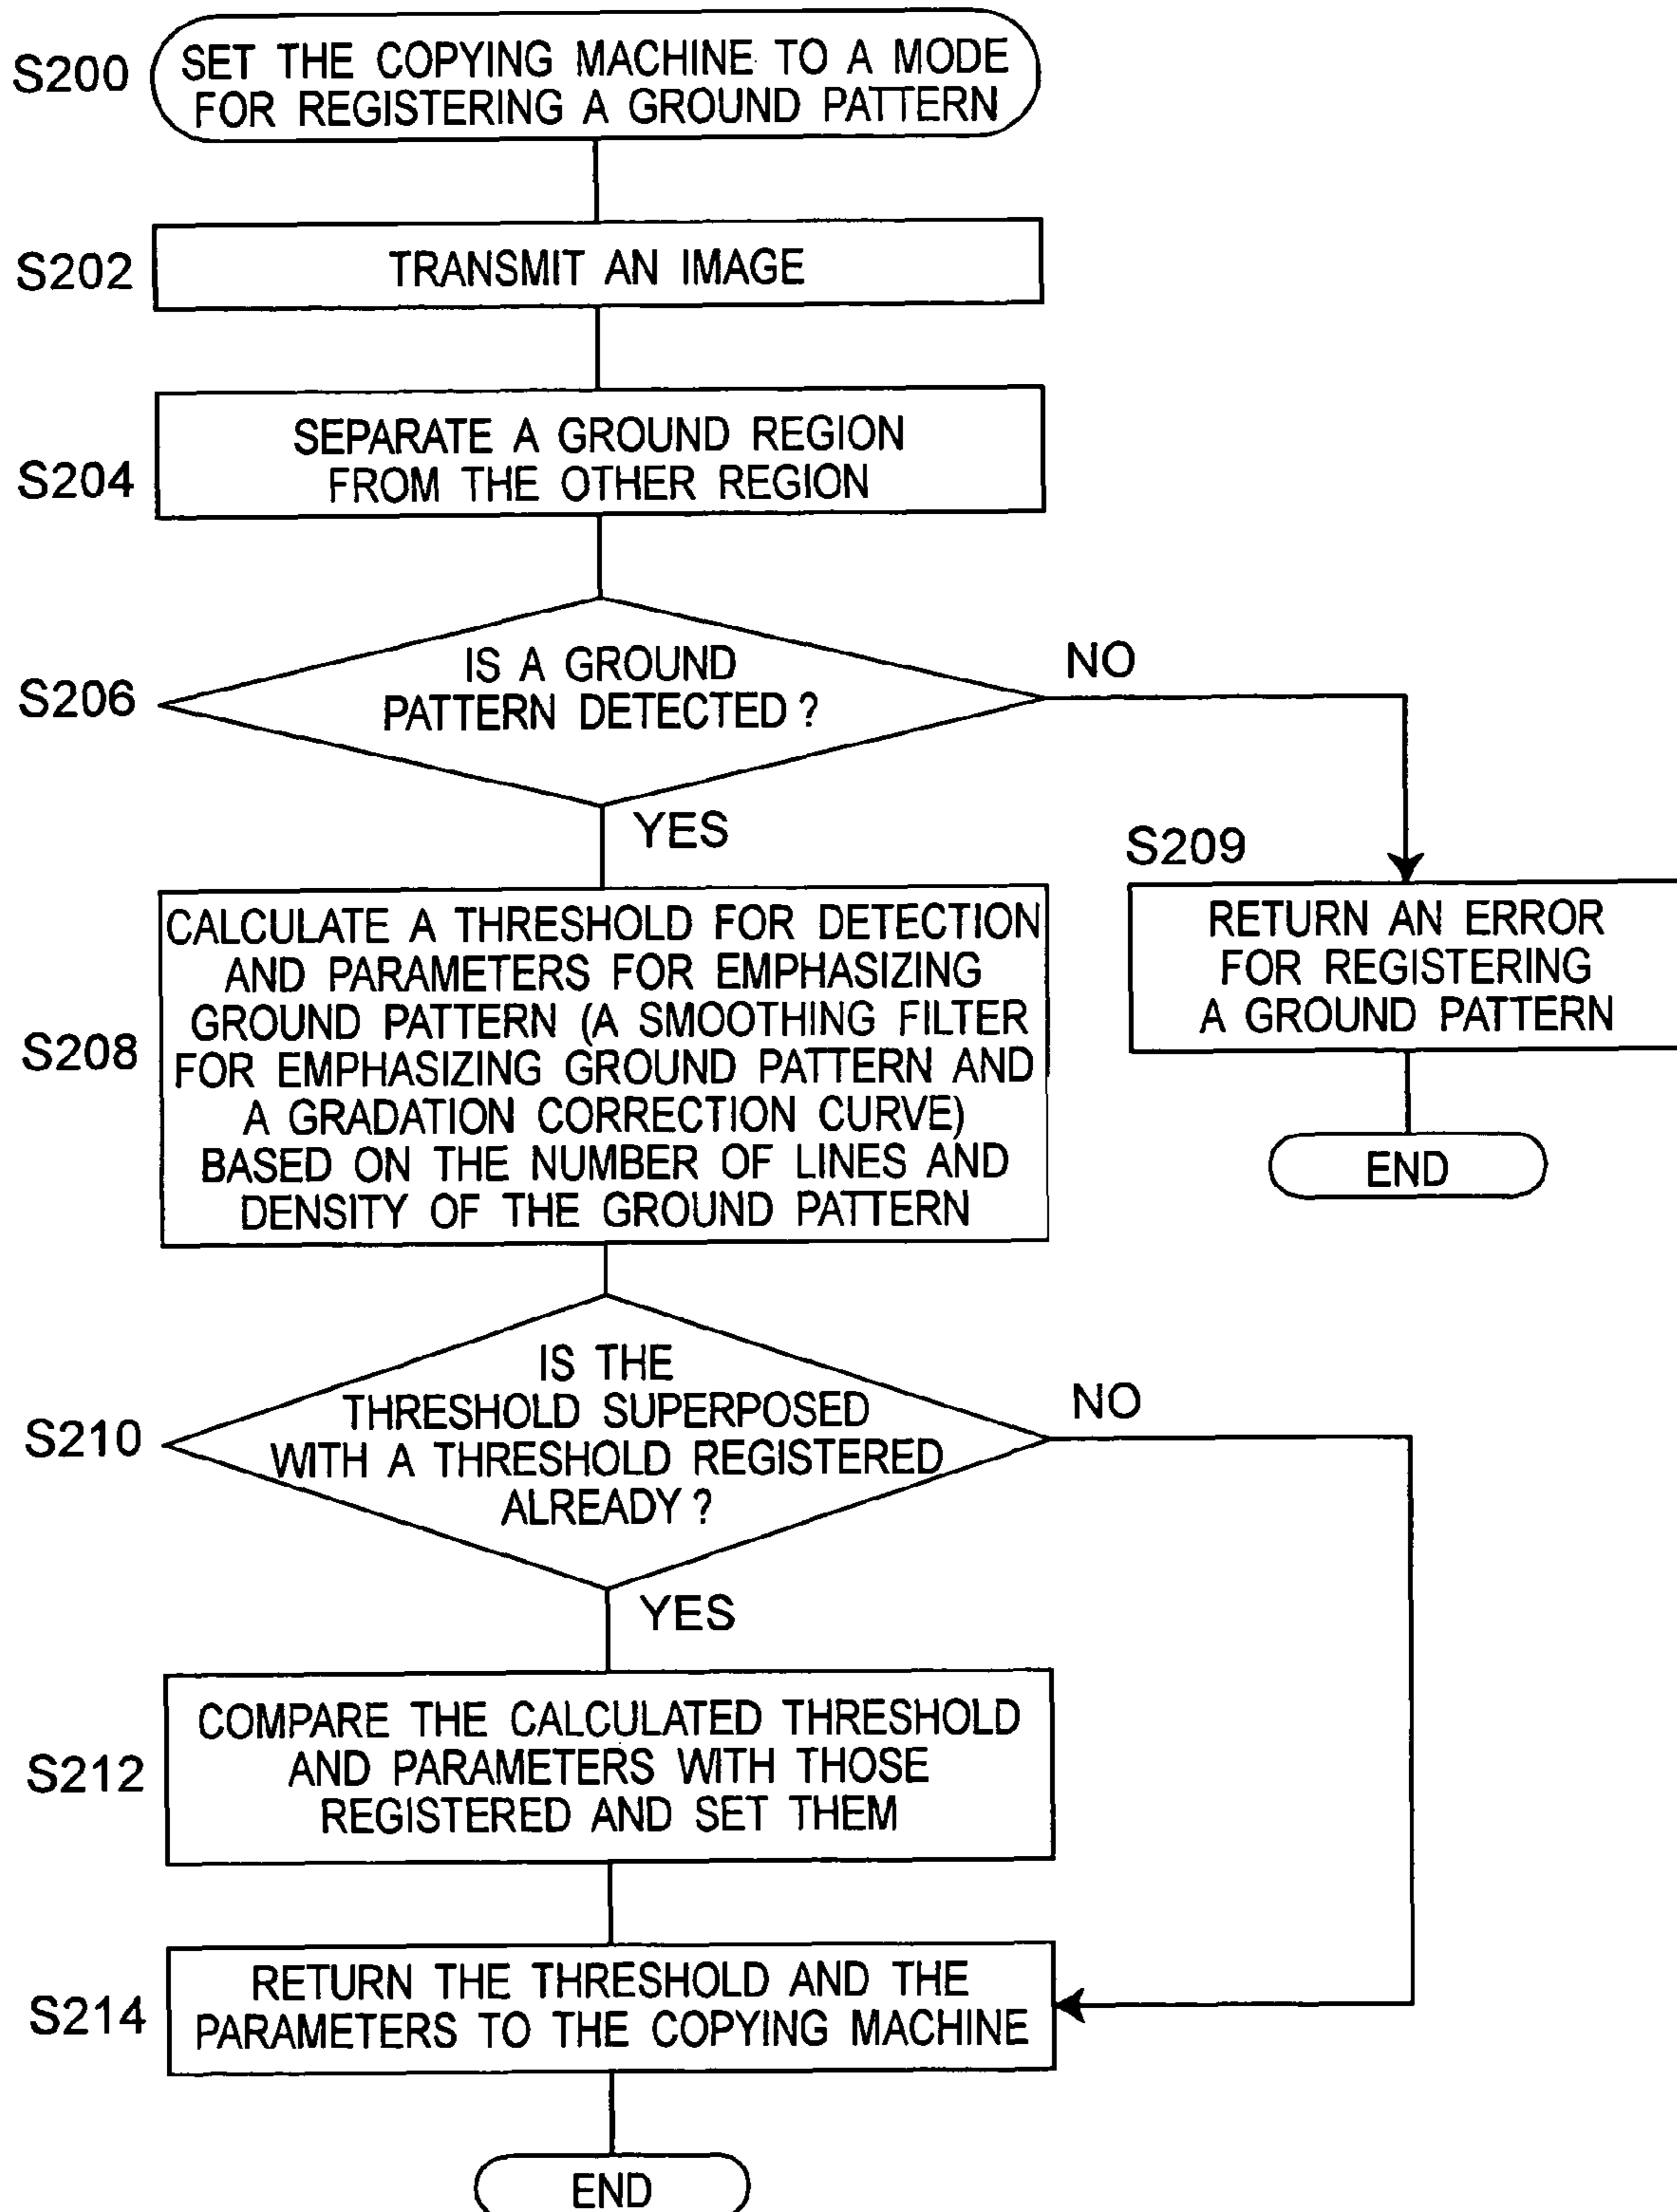 S200
SET THE COPYING MACHINE TO A MODE
FOR REGISTERING A GROUND PATTERN
S202
TRANSMIT AN IMAGE
S204
SEPARATE A GROUND REGION
FROM THE OTHER REGION
S206
IS A GROUND
PATTERN DETECTED ?
NO
YES
S209
RETURN AN ERROR
FOR REGISTERING
A GROUND PATTERN
END
S208
CALCULATE A THRESHOLD FOR DETECTION
AND PARAMETERS FOR EMPHASIZING
GROUND PATTERN (A SMOOTHING FILTER
FOR EMPHASIZING GROUND PATTERN AND
A GRADATION CORRECTION CURVE)
BASED ON THE NUMBER OF LINES AND
DENSITY OF THE GROUND PATTERN
S210
IS THE
THRESHOLD SUPERPOSED
WITH A THRESHOLD REGISTERED
ALREADY ?
NO
YES
S212
COMPARE THE CALCULATED THRESHOLD
AND PARAMETERS WITH THOSE
REGISTERED AND SET THEM
S214
RETURN THE THRESHOLD AND THE
PARAMETERS TO THE COPYING MACHINE
END